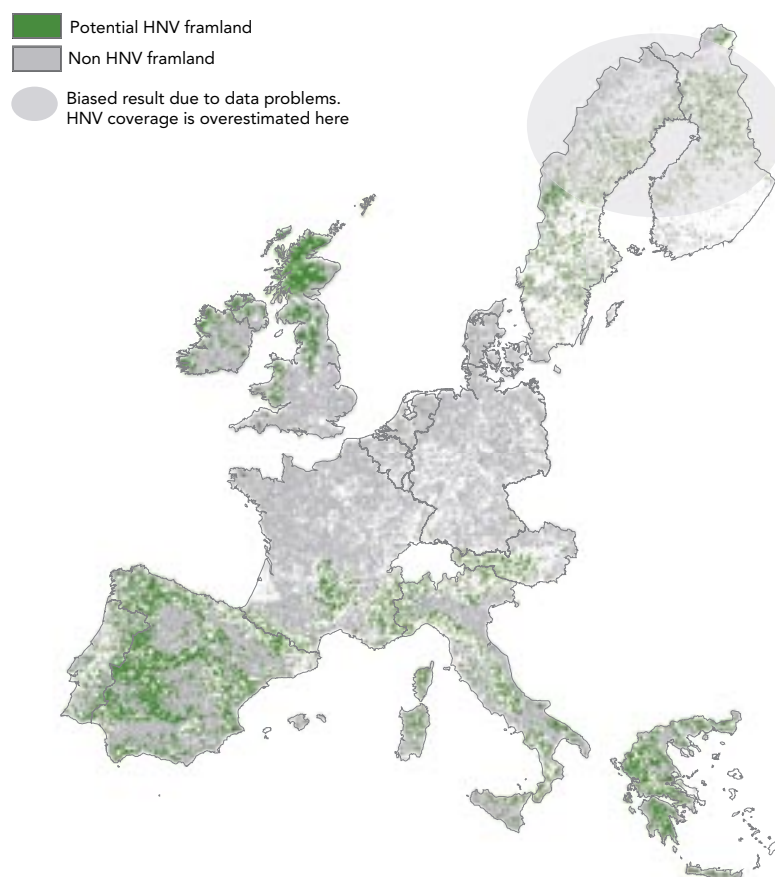 Potential HNV framland
Non HNV framland
Biased result due to data problems.
HNV coverage is overestimated here